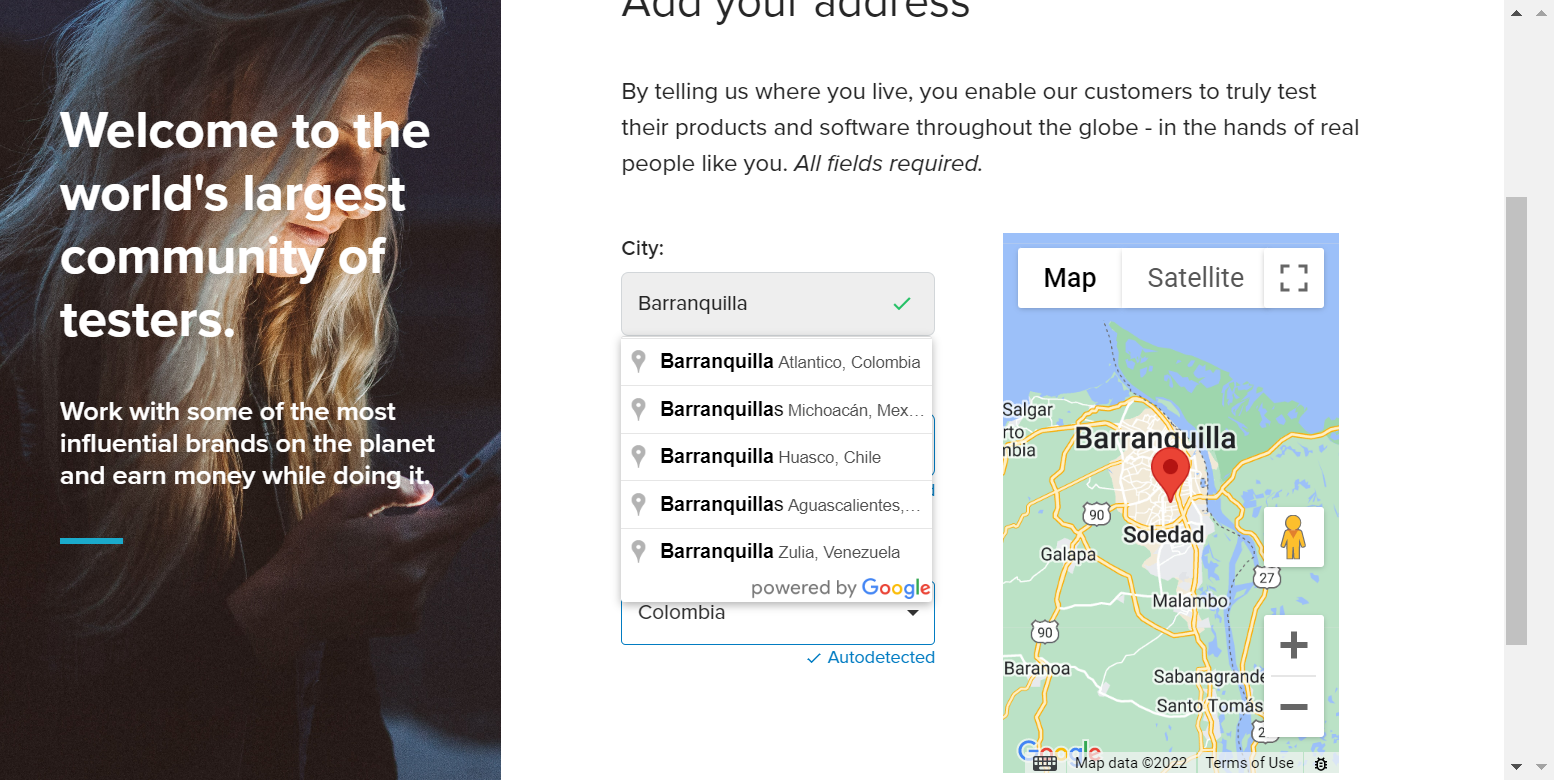 Welcome to the
world's largest
community of
testers.
Work with some of the most
influential brands on the planet
and earn money while doing it.
Add your address
By telling us where you live, you enable our customers to truly test
their products and software throughout the globe - in the hands of real
people like you. All fields required.
City:
Barranquilla
Barranquilla Atlantico, Colombia
Barranquillas Michoacán, Mex...
Barranquilla Huasco, Chile
Barranquillas Aguascalientes,...
Barranquilla Zulia, Venezuela
powered by Google
Colombia
Autodetected
Map
Satellite
Salgar
rto
nbia
Barranquilla
90
Soledad
Galapa
27
Malambo
90
Baranoa
Sabanagrande
Santo Tomás
2
Google
Map data ©2022
Terms of Use